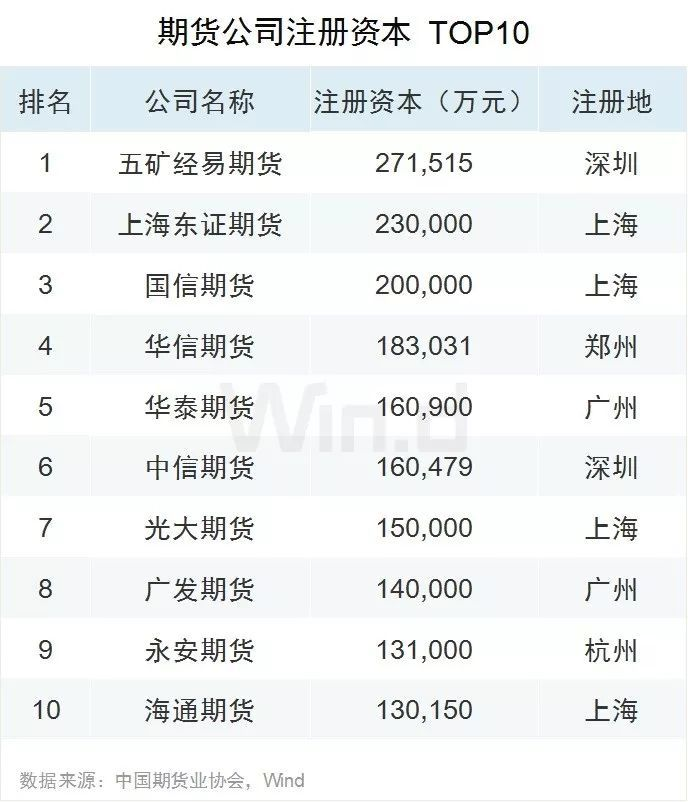 期货公司注册资本 TOP10
排名 公司名称 注册资本（万元） 注册地
1 五矿经易期货 271,515 深圳
2 上海东证期货 230,000 上海
3 国信期货 200,000 上海
4 华信期货 183,031 郑州
5 华泰期货 160,900 广州
6 中信期货 160,479 深圳
7 光大期货 150,000 上海
8 广发期货 140,000 广州
9 永安期货 131,000 杭州
10 海通期货 130,150 上海
Win.d
数据来源：中国期货业协会，Wind